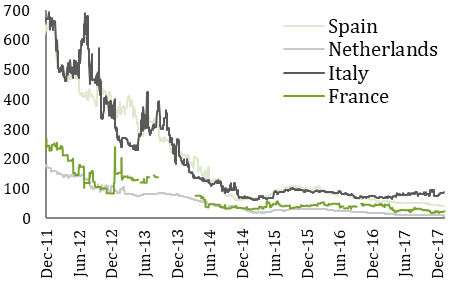 700
600
500
400
300
200
100
0
Spain
Netherlands
Italy
France
Dec-11
Jun-12
Dec-12
Jun-13
Dec-13
Jun-14
Dec-14
Jun-15
Dec-15
Jun-16
Dec-16
Jun-17
Dec-17